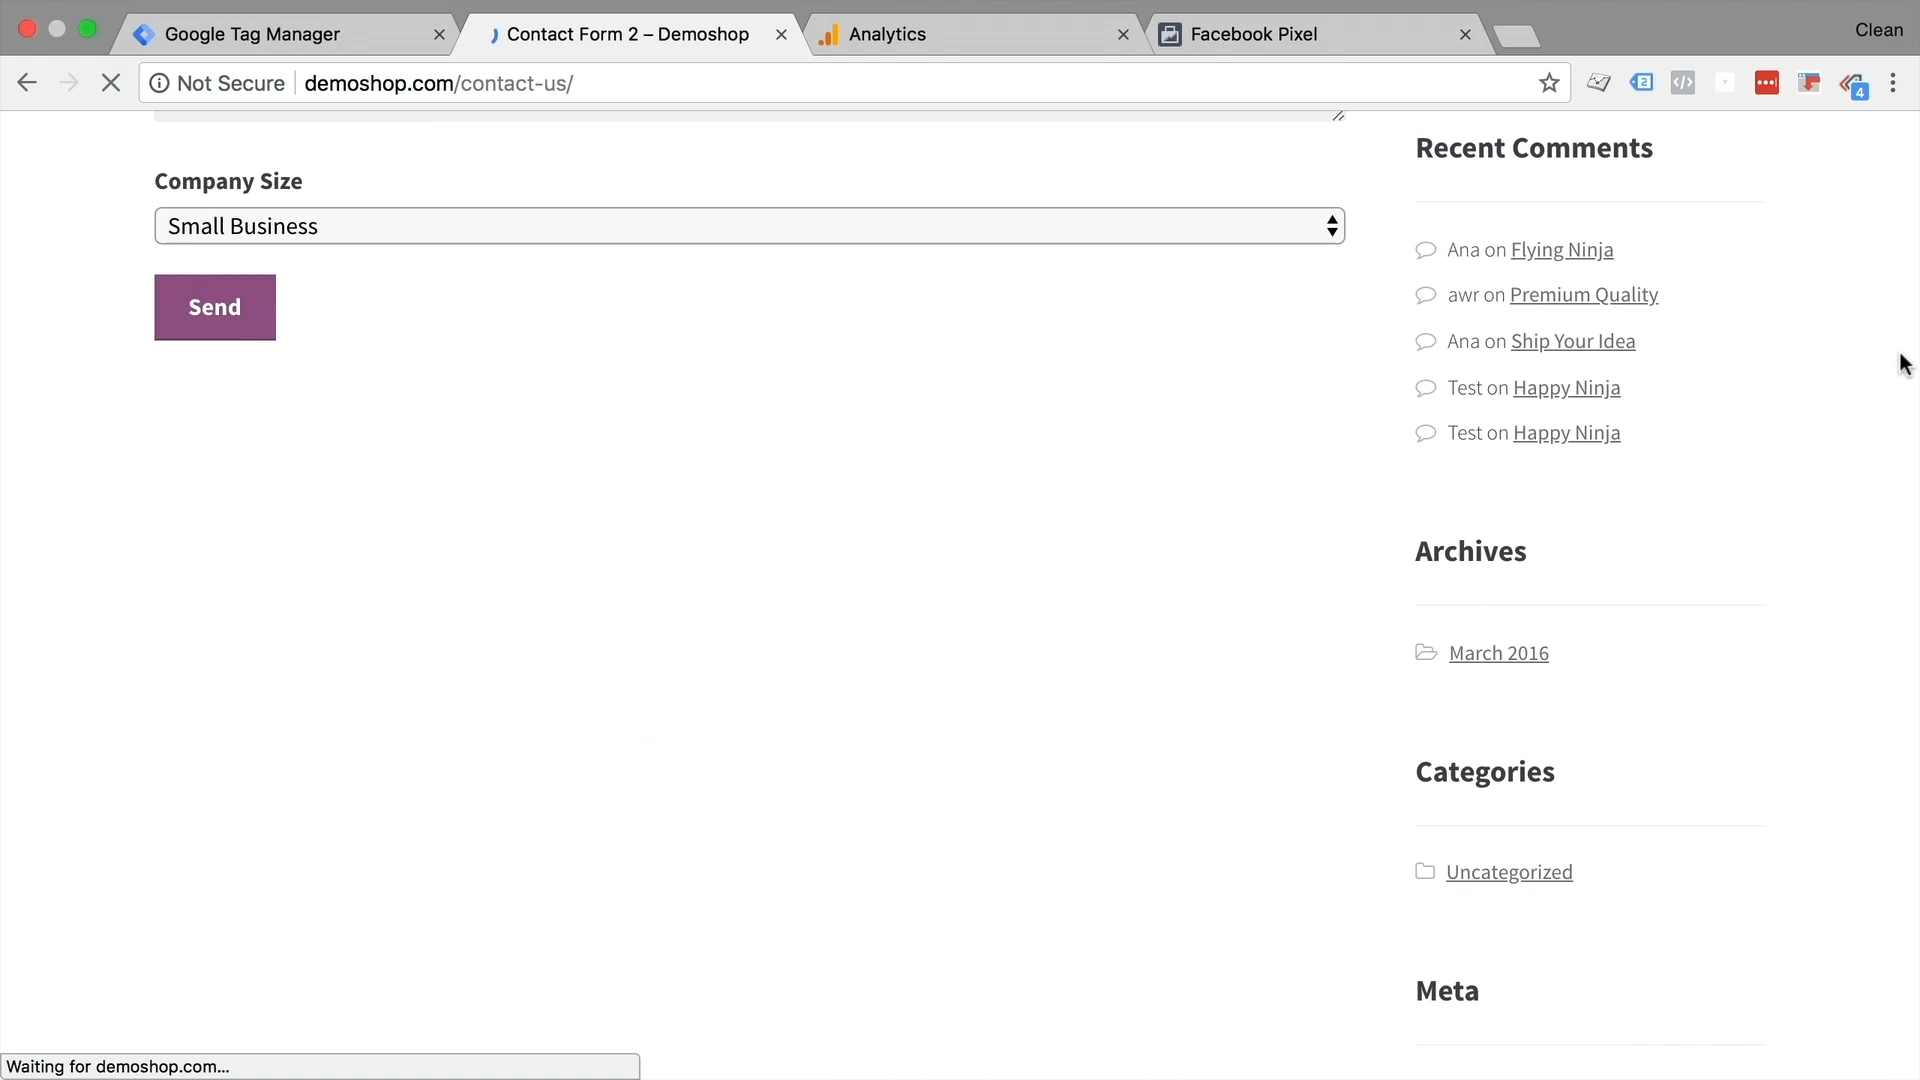 Google Tag Manager
Contact Form 2 – Demoshop
Analytics
Facebook Pixel
Clean
Not Secure
demoshop.com/contact-us/
2
4
Company Size
Small Business
Send
Recent Comments
Ana on Flying Ninja
awr on Premium Quality
Ana on Ship Your Idea
Test on Happy Ninja
Test on Happy Ninja
Archives
March 2016
Categories
Uncategorized
Meta
Waiting for demoshop.com...